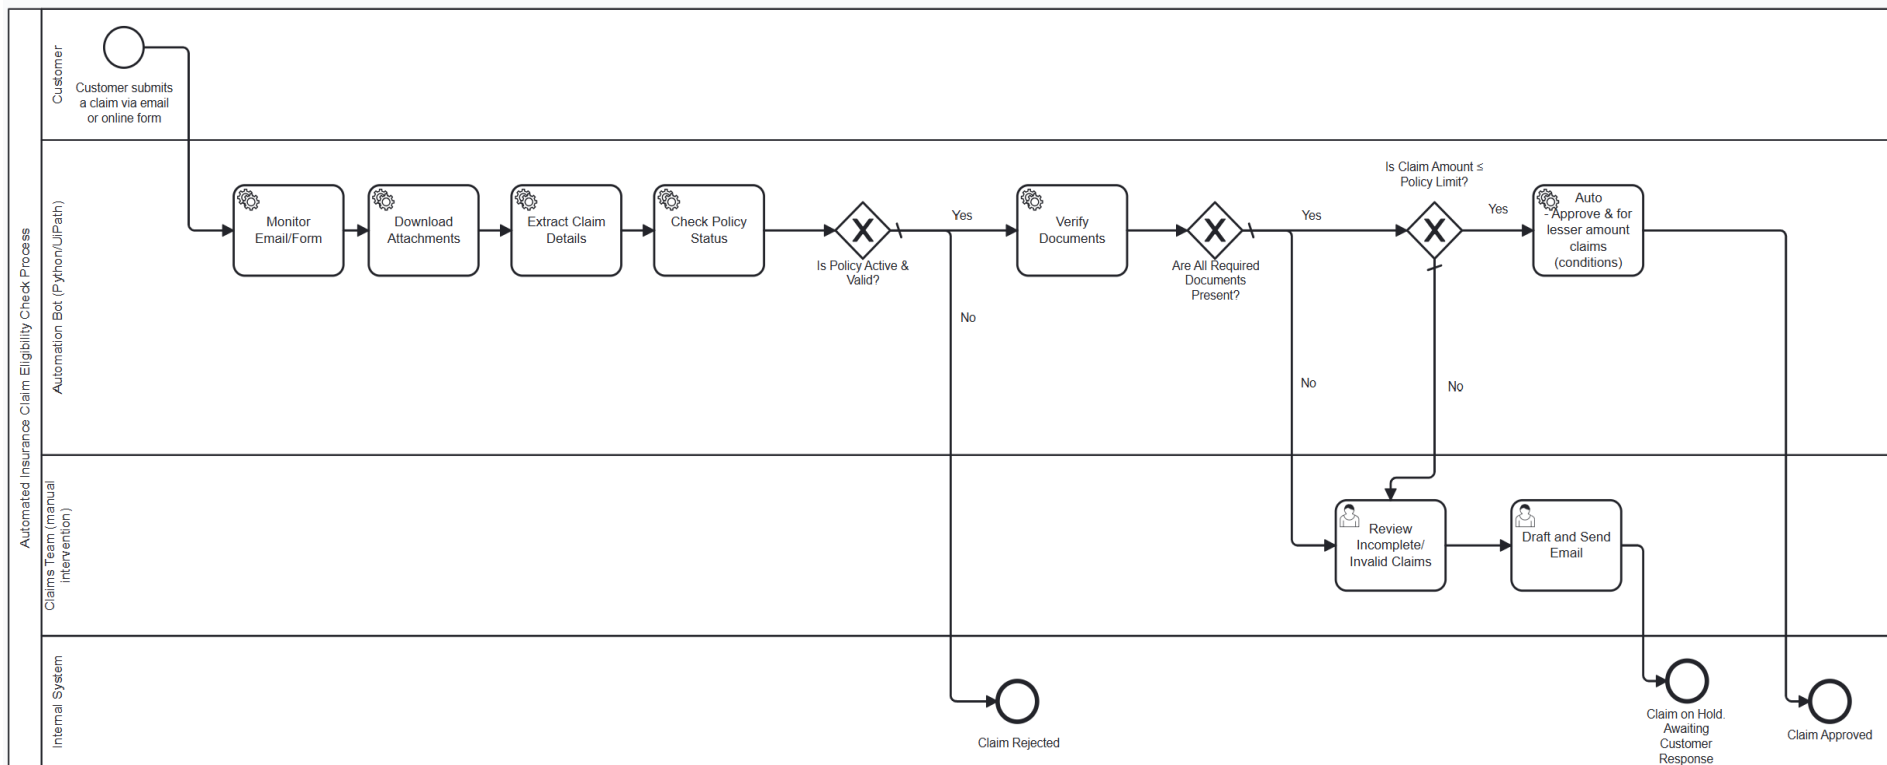 Automated Insurance Claim Eligibility Check Process
Customer
Customer submits
a claim via email
or online form
Automation Bot (Python/UiPath)
Monitor
Email/Form
Download
Attachments
Extract Claim
Details
Check Policy
Status
Is Policy Active &
Valid?
Yes
No
Verify
Documents
Are All Required
Documents
Present?
Yes
No
Is Claim Amount ≤
Policy Limit?
Yes
No
Auto
- Approve & for
lesser amount
claims
(conditions)
Claims Team (manual
intervention)
Review
Incomplete/
Invalid Claims
Draft and Send
Email
Internal System
Claim Rejected
Claim on Hold.
Awaiting
Customer
Response
Claim Approved